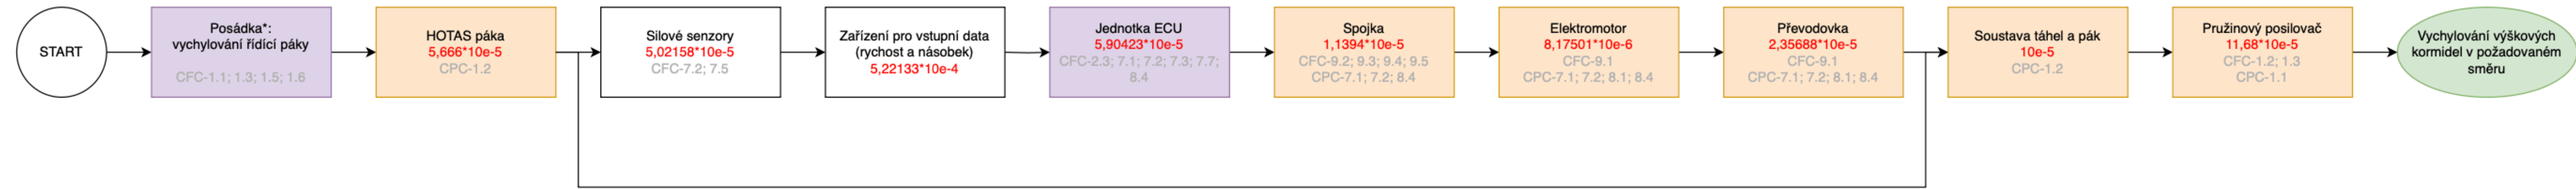 START
Posádka*:
vychylování řídící páky
CFC-1.1; 1.3; 1.5; 1.6
HOTAS páka
5,666*10e-5
CPC-1.2
Silové senzory
5,02158*10e-5
CFC-7.2; 7.5
Zařízení pro vstupní data
(rychost a násobek)
5,22133*10e-4
Jednotka ECU
5,90423*10e-5
CFC-2.3; 7.1; 7.2; 7.3; 7.7;
8.4
Spojka
1,1394*10e-5
CFC-9.2; 9.3; 9.4; 9.5
CPC-7.1; 7.2; 8.4
Elektromotor
8,17501*10e-6
CFC-9.1
CPC-7.1; 7.2; 8.1; 8.4
Převodovka
2,35688*10e-5
CFC-9.1
CPC-7.1; 7.2; 8.1; 8.4
Soustava táhel a pák
10e-5
CPC-1.2
Pružinový posilovač
11,68*10e-5
CFC-1.2; 1.3
CPC-1.1
Vychylování výškových
kormidel v požadovaném
směru